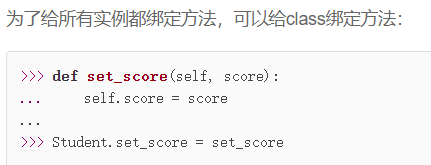 为了给所有实例都绑定方法，可以给class绑定方法：
>>> def set_score(self, score):
...     self.score = score
...
>>> Student.set_score = set_score